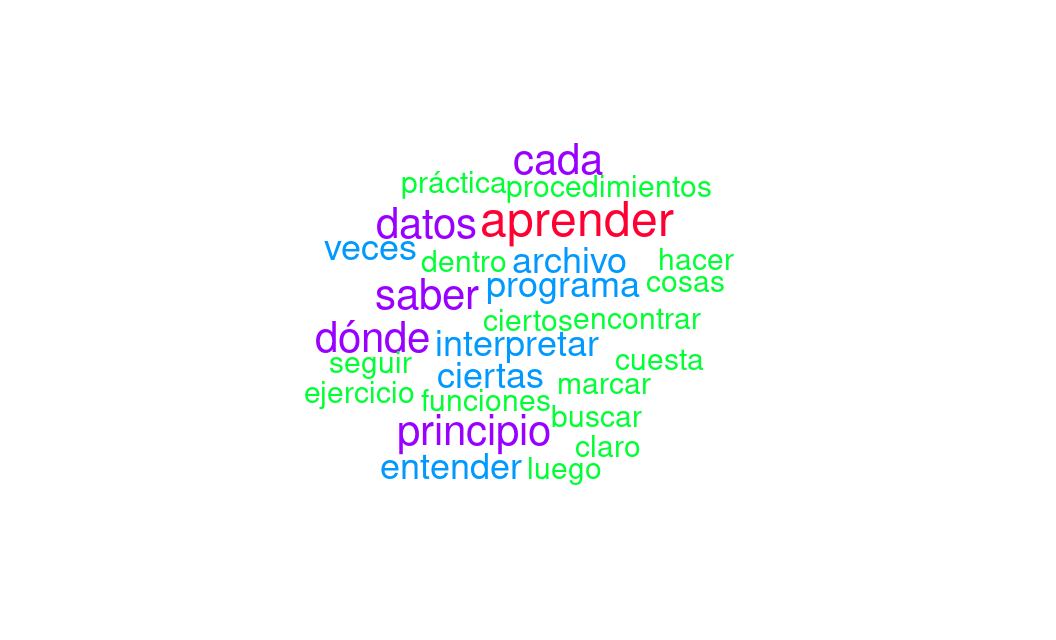 cada
práctica procedimientos
datos aprender
veces dentro archivo hacer
saber programa cosas
ciertos encontrar
dónde interpretar
seguir ciertas cuesta
ejercicio funciones marcar
principio buscar
claro
entender luego